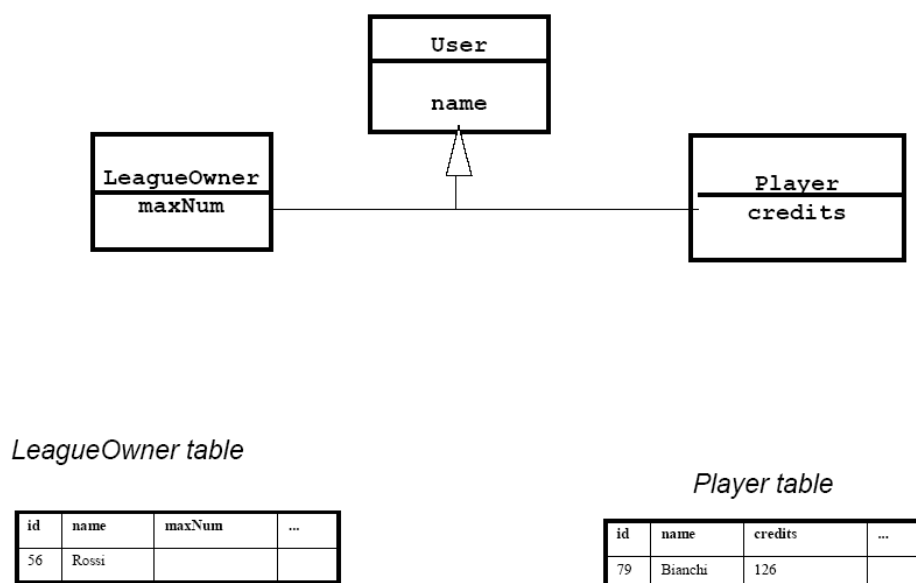 User
name
LeagueOwner
maxNum
Player
credits
LeagueOwner table
id name maxNum ...
56 Rossi
Player table
id name credits ...
79 Bianchi 126